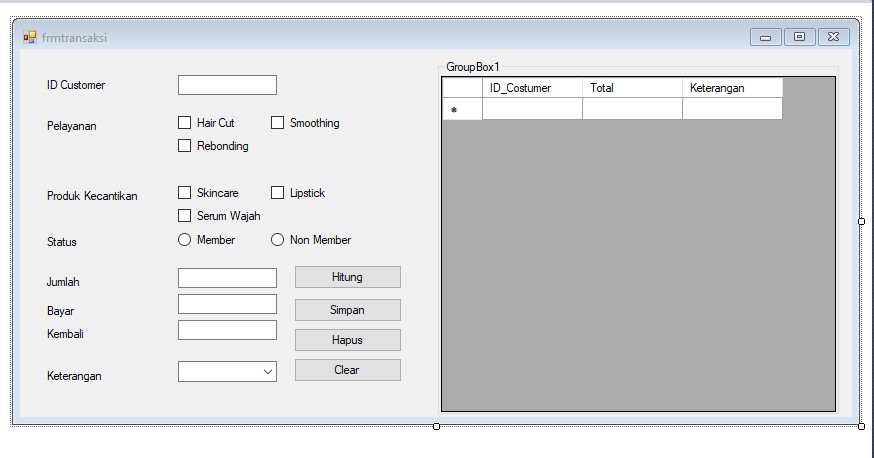 frmtransaksi
ID Customer
Pelayanan
Hair Cut
Smoothing
Rebonding
Produk Kecantikan
Skincare
Lipstick
Serum Wajah
Status
Member
Non Member
Jumlah
Hitung
Bayar
Simpan
Kembali
Hapus
Keterangan
Clear
GroupBox1
ID_Costumer Total Keterangan